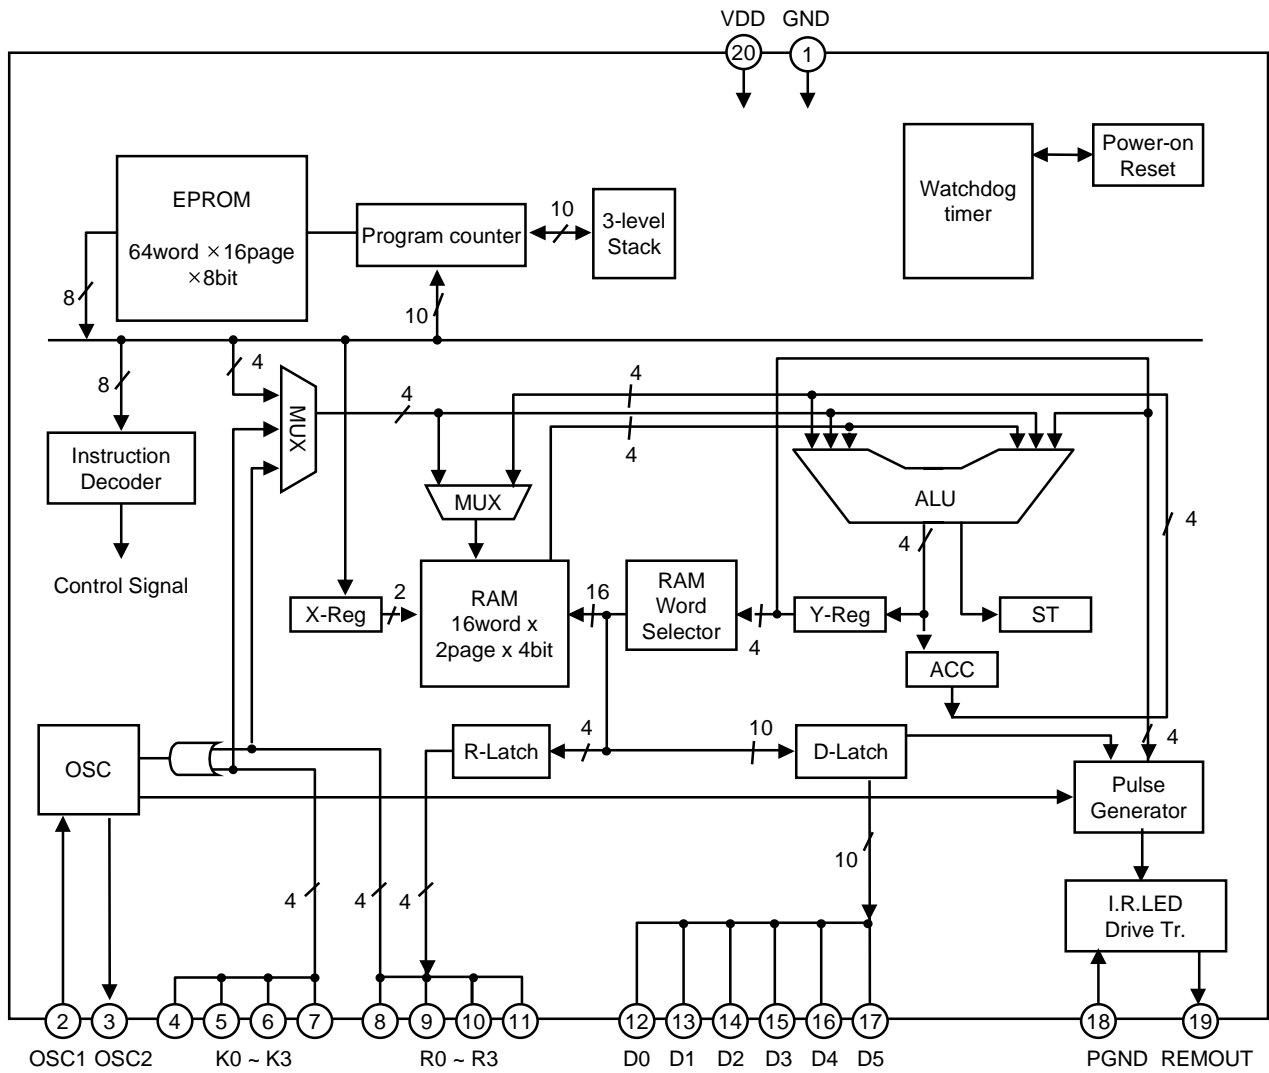 VDD GND
20 1
EPROM
64word ×16page
×8bit
Program counter
10
3-level
Stack
Watchdog
timer
Power-on
Reset
8
10
8
4
MUX
4
4
4
Instruction
Decoder
Control Signal
MUX
ALU
4
4
X-Reg
2
RAM
16word x
2page x 4bit
16
RAM
Word
Selector
4
Y-Reg
ST
ACC
OSC
R-Latch
4
10
D-Latch
4
Pulse
Generator
10
4
4
4
I.R.LED
Drive Tr.
2 3 4 5 6 7 8 9 10 11 12 13 14 15 16 17 18 19
OSC1 OSC2 K0 ~ K3 R0 ~ R3 D0 D1 D2 D3 D4 D5 PGND REMOUT